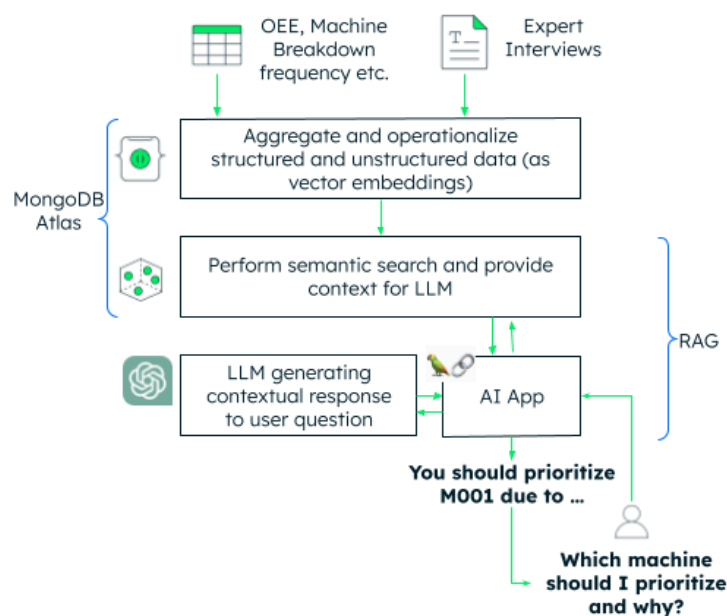 OEE, Machine
Breakdown
frequency etc.
Expert
Interviews
T
Aggregate and operationalize
structured and unstructured data (as
vector embeddings)
MongoDB
Atlas
Perform semantic search and provide
context for LLM
RAG
LLM generating
contextual response
to user question
AI App
You should prioritize
M001 due to ...
Which machine
should I prioritize
and why?